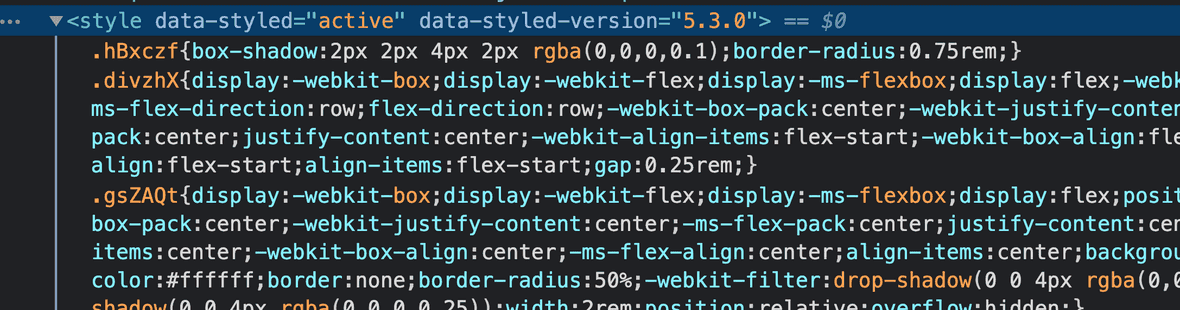 <style data-styled="active" data-styled-version="5.3.0"> == $0
.hBxczf{box-shadow:2px 2px 4px 2px rgba(0,0,0,0.1);border-radius:0.75rem;}
.divzhX{display:-webkit-box;display:-webkit-flex;display:-ms-flexbox;display:flex;-webk
ms-flex-direction:row;flex-direction:row;-webkit-box-pack:center;-webkit-justify-conten
pack:center;justify-content:center;-webkit-align-items:flex-start;-webkit-box-align:fle
align:flex-start;align-items:flex-start;gap:0.25rem;}
.gsZAQt{display:-webkit-box;display:-webkit-flex;display:-ms-flexbox;display:flex;posit
box-pack:center;-webkit-justify-content:center;-ms-flex-pack:center;justify-content:cen
items:center;-webkit-box-align:center;-ms-flex-align:center;align-items:center;backgrou
color:#ffffff;border:none;border-radius:50%;-webkit-filter:drop-shadow(0 0 4px rgba(0,0
shadow(0 0 4px rgba(0,0,0,0.25));width:2rem;position:relative;overflow:hidden;}